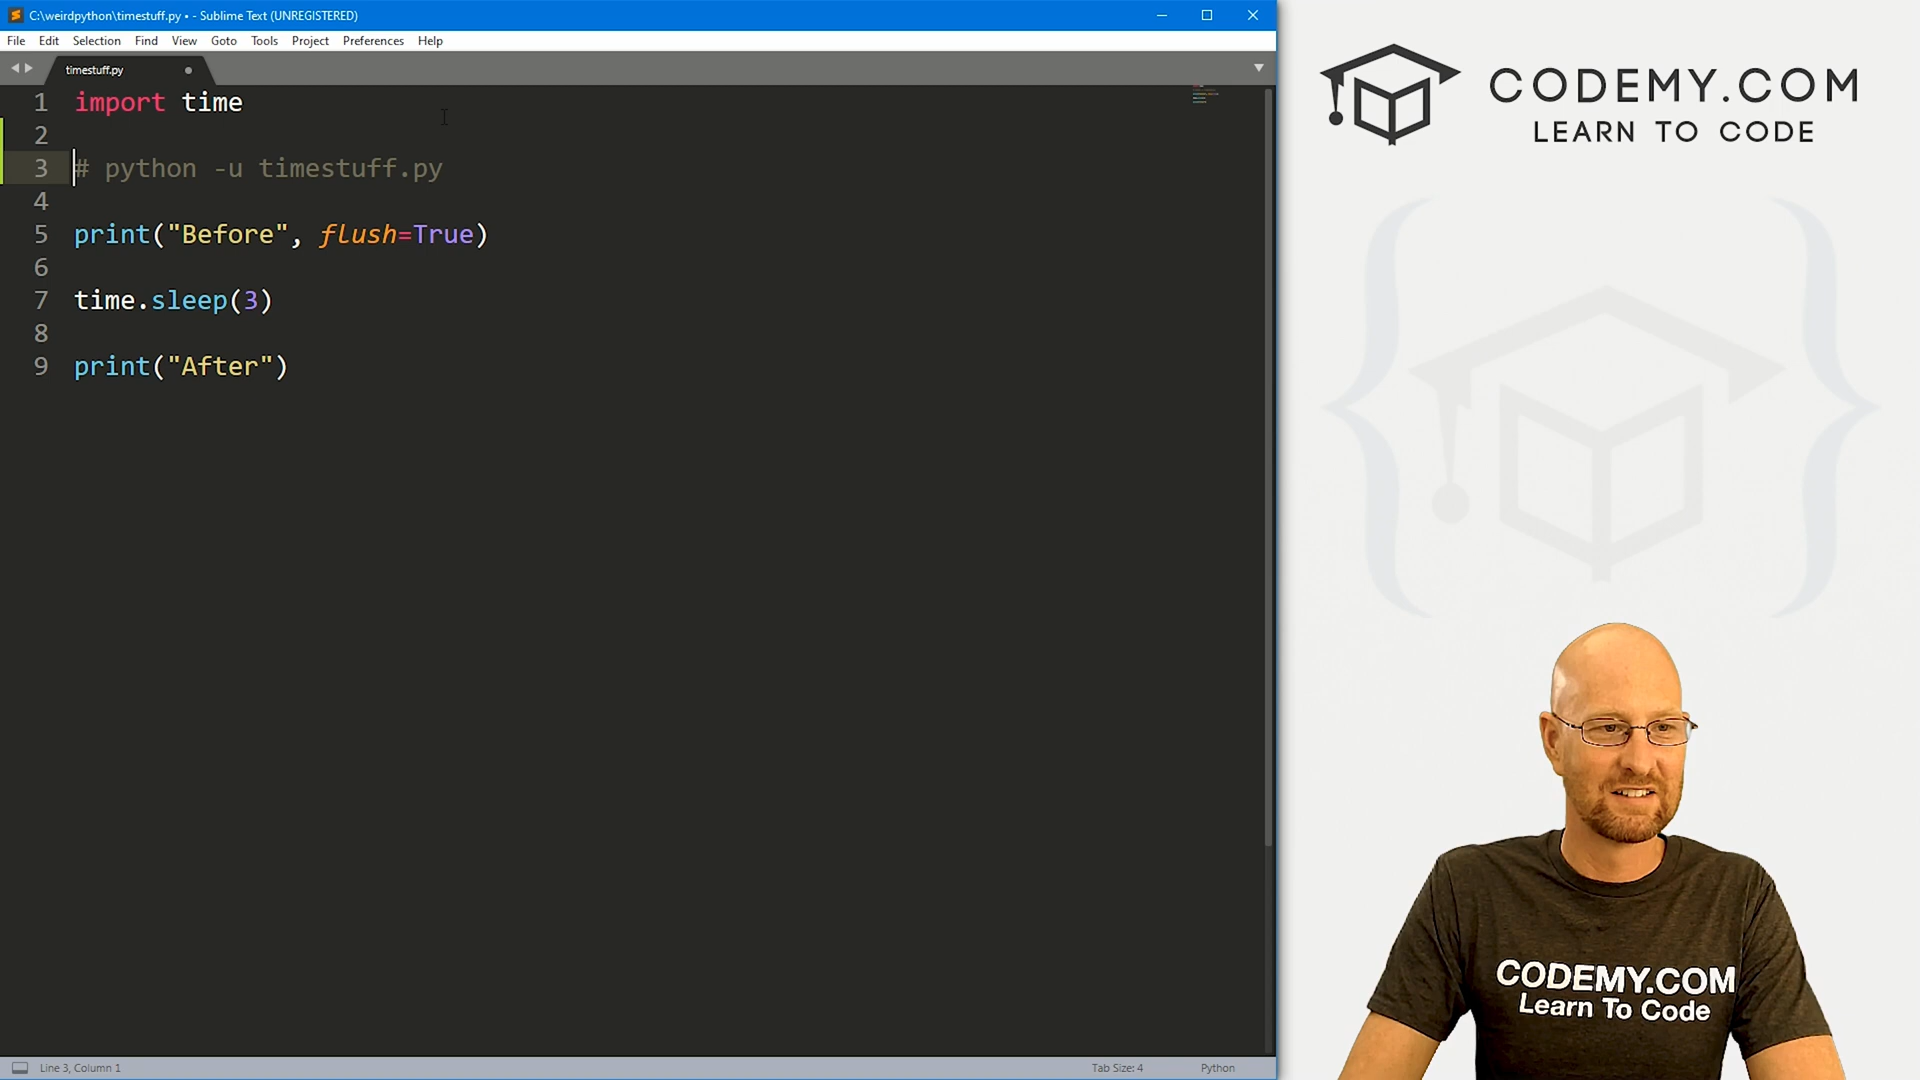 C:\weirdpython\timestuff.py • - Sublime Text (UNREGISTERED)
File Edit Selection Find View Goto Tools Project Preferences Help
timestuff.py
1 import time
2
3 # python -u timestuff.py
4
5 print("Before", flush=True)
6
7 time.sleep(3)
8
9 print("After")
Line 3, Column 1
Tab Size: 4
Python
CODEMY.COM
LEARN TO CODE
CODEMY.COM
Learn To Code